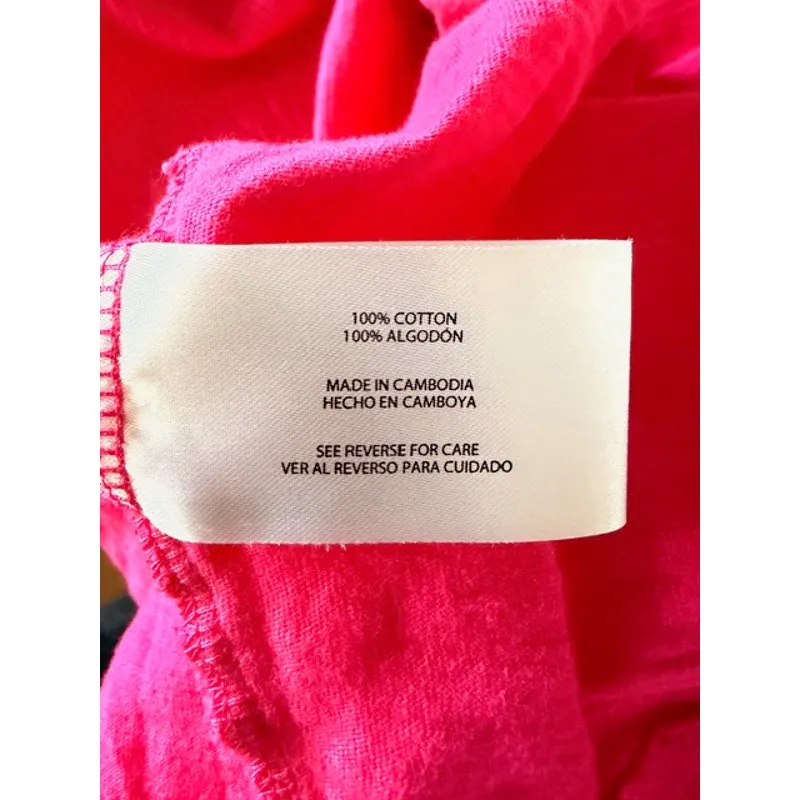 100% COTTON
100% ALGODÓN
MADE IN CAMBODIA
HECHO EN CAMBOYA
SEE REVERSE FOR CARE
VER AL REVERSO PARA CUIDADO